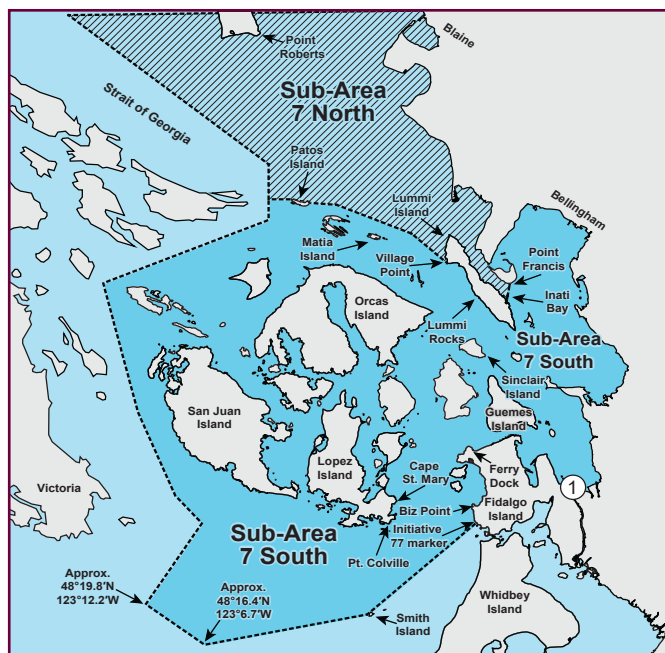 Blaine
Point
Roberts
Strait of Georgia
Sub-Area
7 North
Patos
Island
Lummi
Island
Bellingham
Matia
Island
Village
Point
Point
Francis
Inati
Bay
Orcas
Island
Lummi
Rocks
Sub-Area
7 South
Sinclair
Island
San Juan
Island
Guemes
Island
Lopez
Island
Cape
St. Mary
Ferry
Dock
Victoria
1
Biz Point
Fidalgo
Island
Initiative
77 marker
Sub-Area
7 South
Pt. Colville
Approx.
48°19.8'N
123°12.2'W
Approx.
48°16.4'N
123°6.7'W
Smith
Island
Whidbey
Island